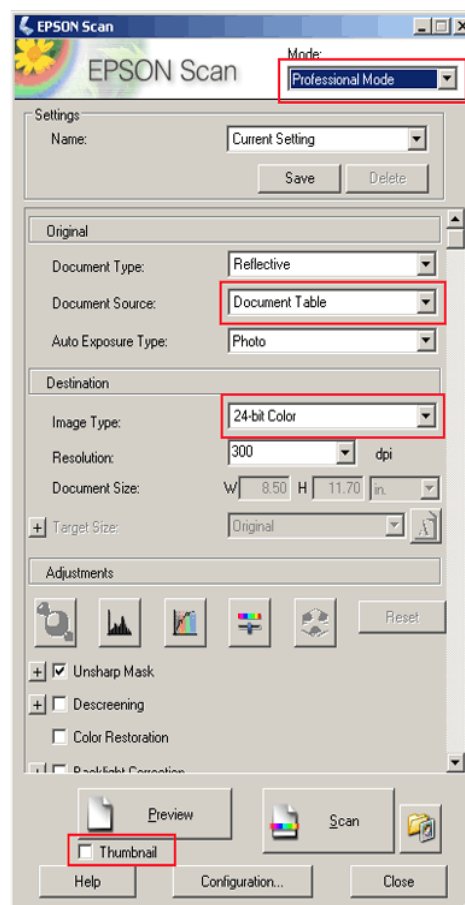 EPSON Scan
EPSON Scan
Mode:
Professional Mode
Settings
Name:
Current Setting
Save
Delete
Original
Document Type:
Reflective
Document Source:
Document Table
Auto Exposure Type:
Photo
Destination
Image Type:
24-bit Color
Resolution:
300
dpi
Document Size:
W 8.50 H 11.70 in.
Target Size:
Original
Adjustments
Reset
Unsharp Mask
Descreening
Color Restoration
Backlight Correction
Preview
Scan
Thumbnail
Help
Configuration...
Close